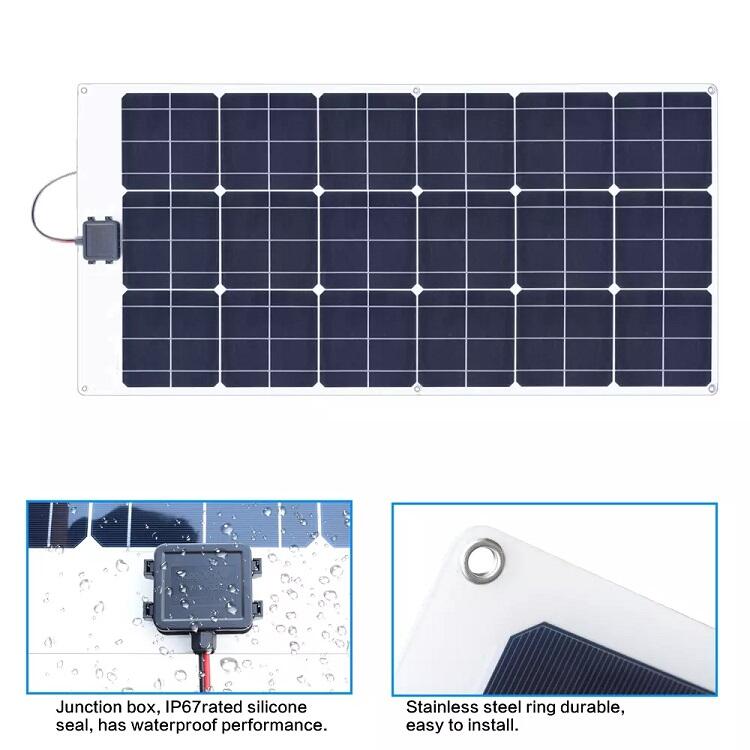 Junction box, IP67rated silicone
seal, has waterproof performance.
Stainless steel ring durable,
easy to install.